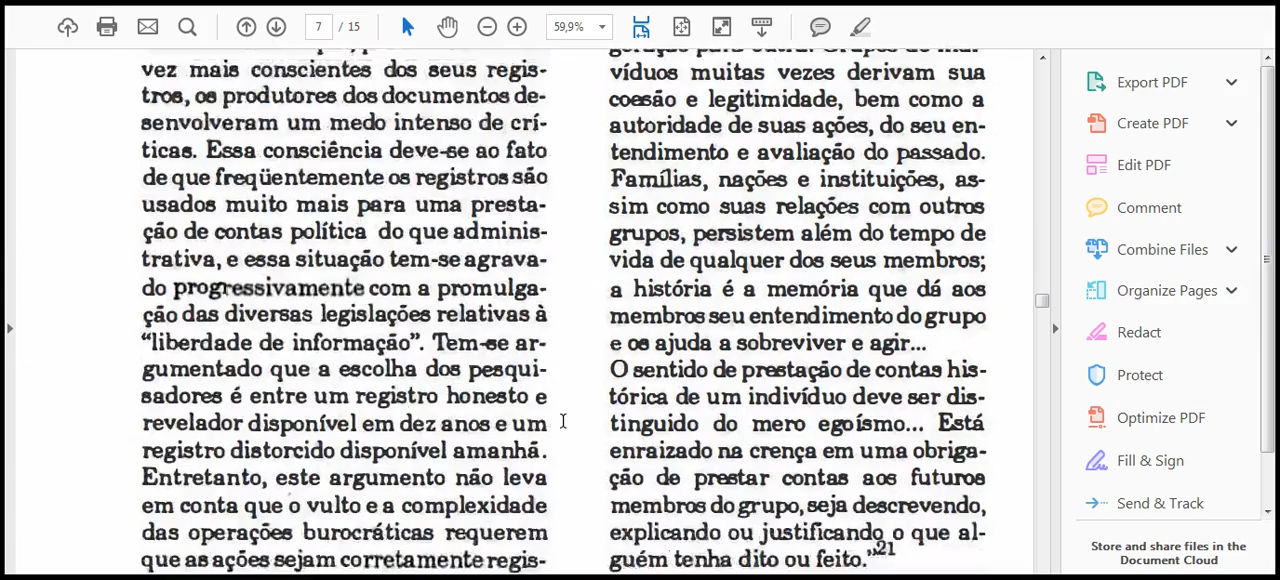 7 / 15
59,9%
vez mais conscientes dos seus regis-
tros, os produtores dos documentos de-
senvolveram um medo intenso de crí-
ticas. Essa consciência deve-se ao fato
de que freqüentemente os registros são
usados muito mais para uma presta-
ção de contas política do que adminis-
trativa, e essa situação tem-se agrava-
do progressivamente com a promulga-
ção das diversas legislações relativas à
“liberdade de informação”. Tem-se ar-
gumentado que a escolha dos pesqui-
sadores é entre um registro honesto e
revelador disponível em dez anos e um
registro distorcido disponível amanhã.
Entretanto, este argumento não leva
em conta que o vulto e a complexidade
das operações burocráticas requerem
que as ações sejam corretamente regis-
geração para outra. Grupos de indi-
víduos muitas vezes derivam sua
coesão e legitimidade, bem como a
autoridade de suas ações, do seu en-
tendimento e avaliação do passado.
Famílias, nações e instituições, as-
sim como suas relações com outros
grupos, persistem além do tempo de
vida de qualquer dos seus membros;
a história é a memória que dá aos
membros seu entendimento do grupo
e os ajuda a sobreviver e agir...
O sentido de prestação de contas his-
tórica de um indivíduo deve ser dis-
tinguido do mero egoísmo... Está
enraizado na crença em uma obriga-
ção de prestar contas aos futuros
membros do grupo, seja descrevendo,
explicando ou justificando o que al-
guém tenha dito ou feito.”21
Export PDF
Create PDF
Edit PDF
Comment
Combine Files
Organize Pages
Redact
Protect
Optimize PDF
Fill & Sign
Send & Track
Store and share files in the
Document Cloud